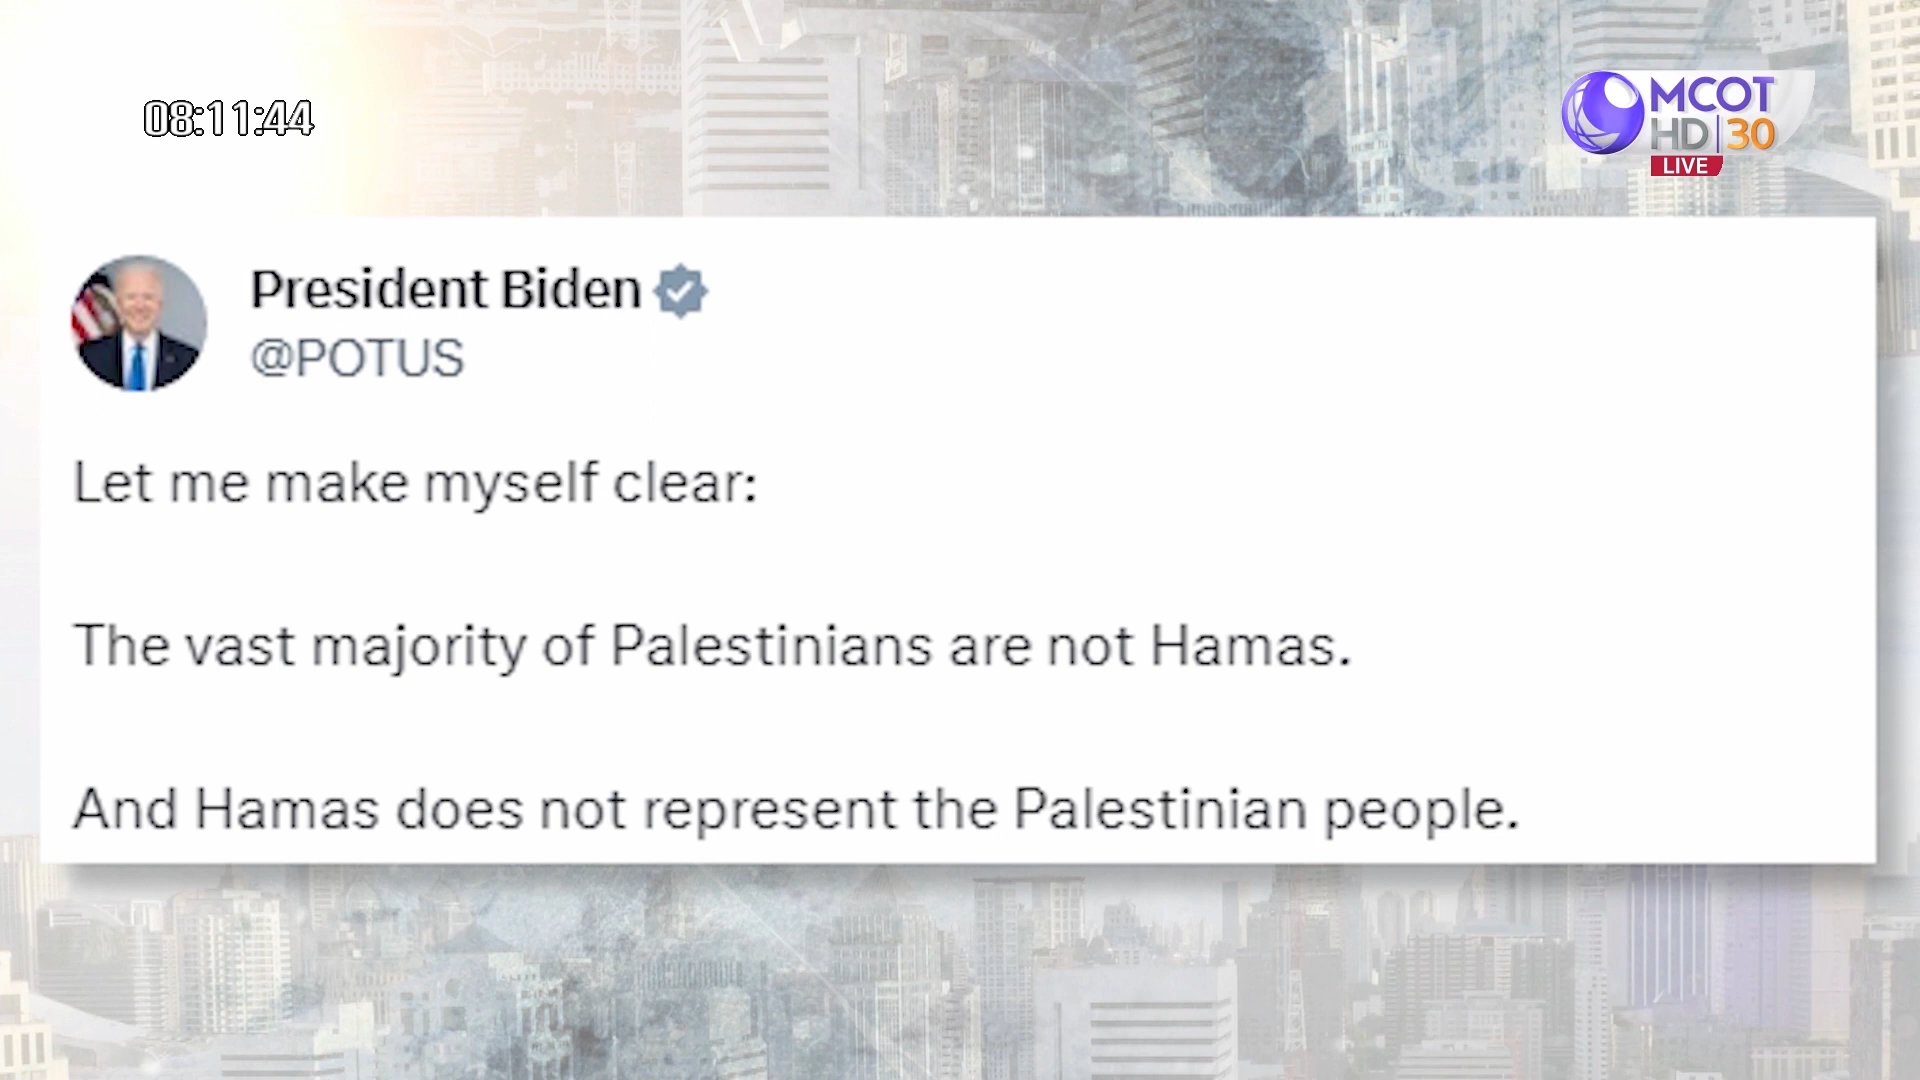 08:11:44
MCOT
HD 30
LIVE
President Biden
@POTUS
Let me make myself clear:
The vast majority of Palestinians are not Hamas.
And Hamas does not represent the Palestinian people.